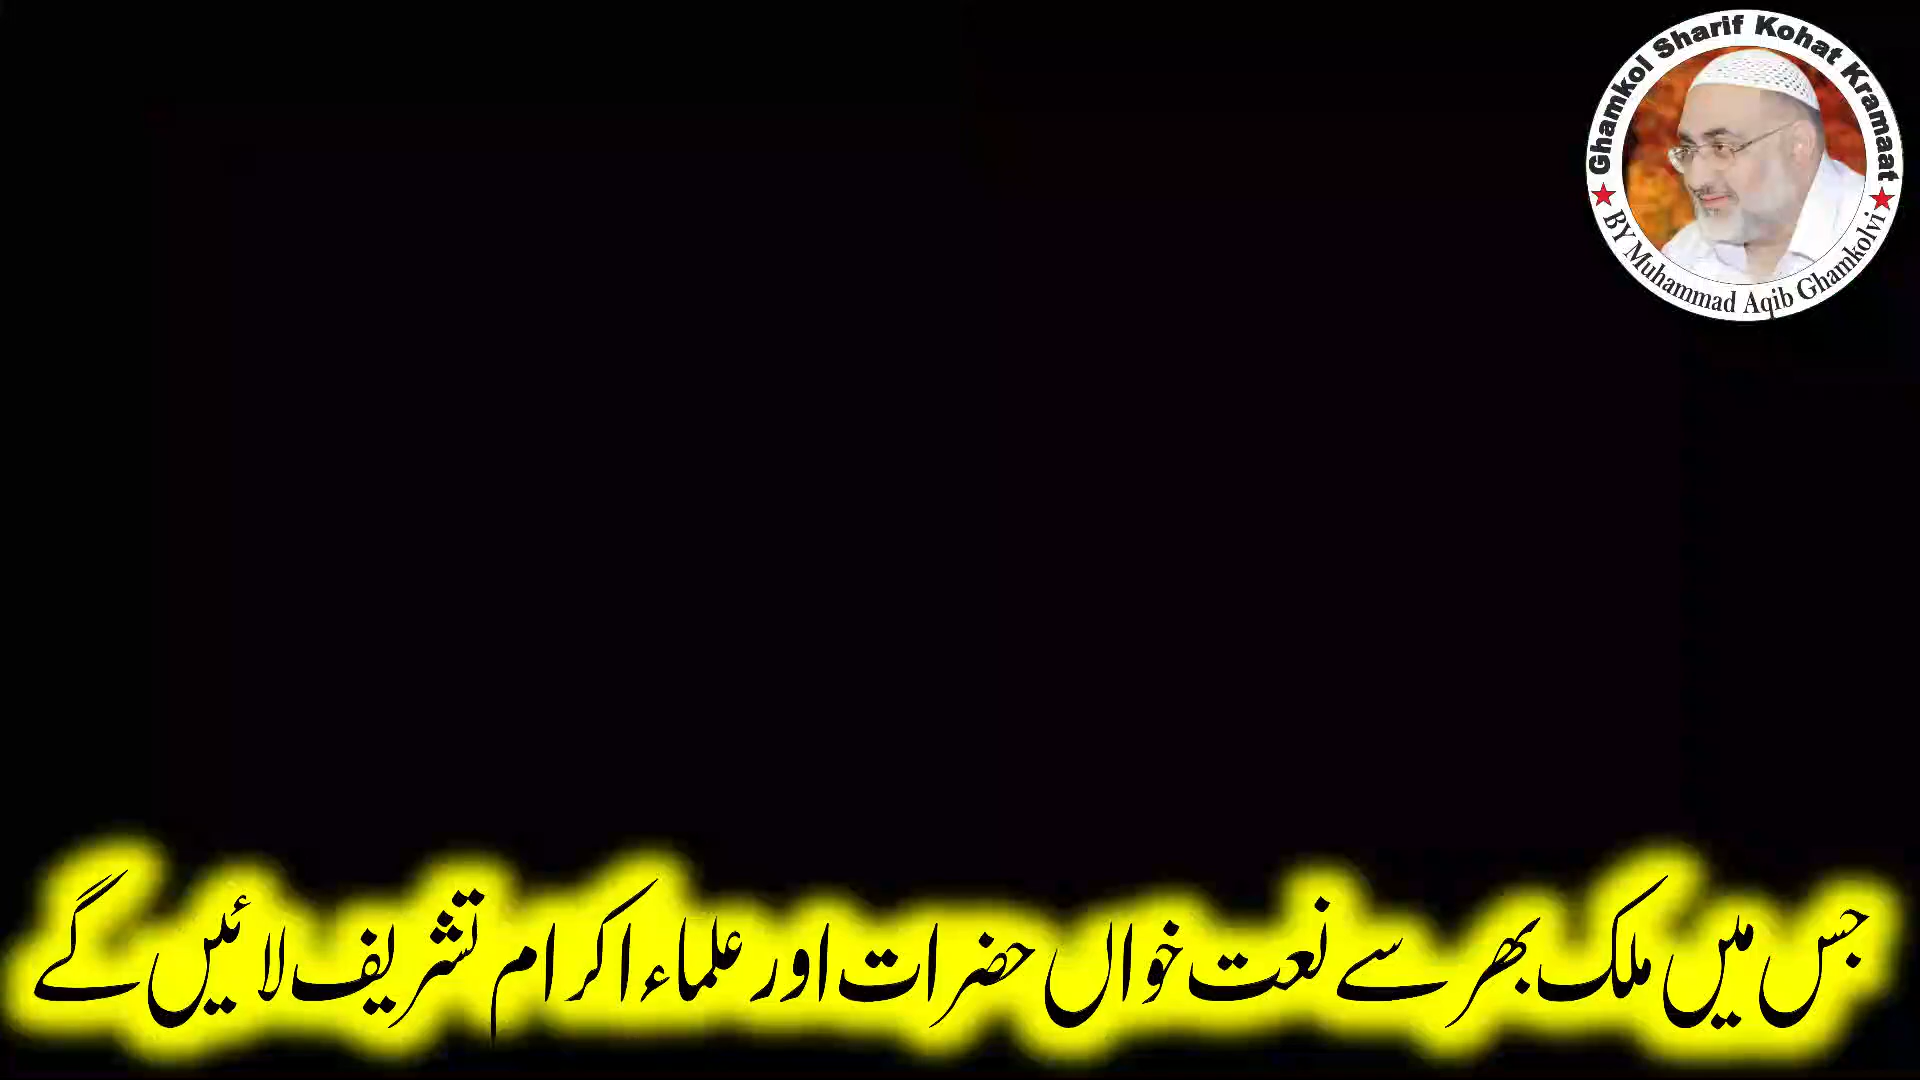 Ghamkol Sharif Kohat Kramaat
BY Muhammad Aqib Ghamkolvi
جس میں ملک بھر سے نعت خواں حضرات اور علماء اکرام تشریف لائیں گے